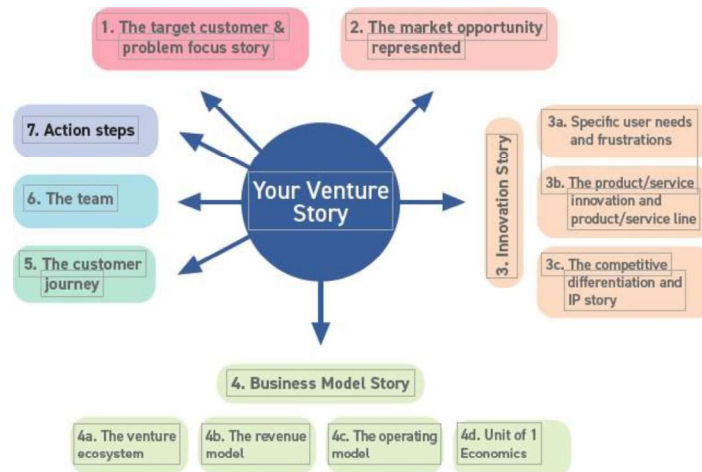 1. The target customer &
problem focus story
2. The market opportunity
represented
7. Action steps
6. The team
5. The customer
journey
Your Venture
Story
3. Innovation Story
3a. Specific user needs
and frustrations
3b. The product/service
innovation and
product/service line
3c. The competitive
differentiation and
IP story
4. Business Model Story
4a. The venture
ecosystem
4b. The revenue
model
4c. The operating
model
4d. Unit of 1
Economics